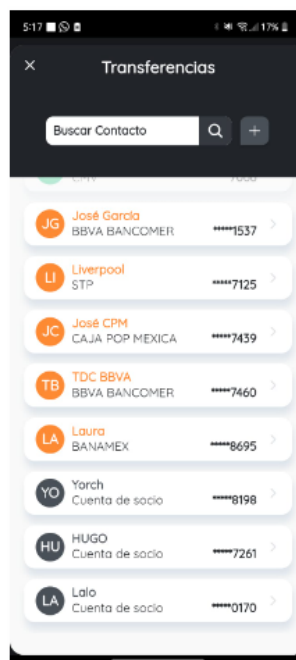 5:17
17%
× Transferencias
Buscar Contacto
+
JG José García
BBVA BANCOMER *****1537
LI Liverpool
STP *****7125
JC José CPM
CAJA POP MEXICA *****7439
TB TDC BBVA
BBVA BANCOMER *****7460
LA Laura
BANAMEX *****8695
YO Yorch
Cuenta de socio *****8198
HU HUGO
Cuenta de socio *****7261
LA Lalo
Cuenta de socio *****0170